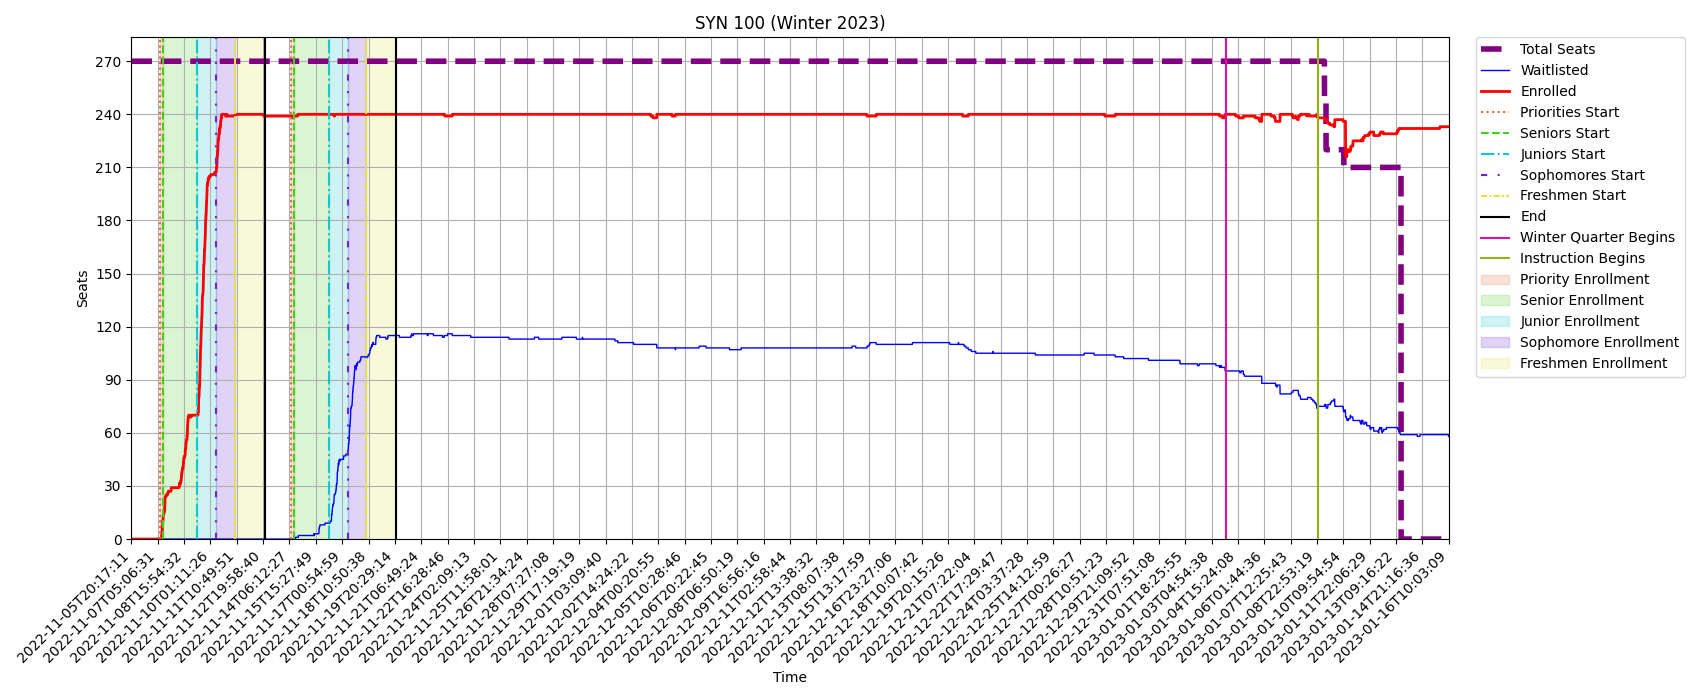 SYN 100 (Winter 2023)
Seats
270
240
210
180
150
120
90
60
30
0
2022-11-05T20:17:11
2022-11-07T05:06:31
2022-11-08T15:54:32
2022-11-10T01:11:26
2022-11-11T10:49:51
2022-11-12T19:58:40
2022-11-14T06:12:27
2022-11-15T15:27:49
2022-11-17T00:54:59
2022-11-18T10:50:38
2022-11-19T20:29:14
2022-11-21T06:49:24
2022-11-22T16:28:46
2022-11-24T02:09:13
2022-11-25T11:58:01
2022-11-26T21:34:24
2022-11-28T07:27:08
2022-11-29T17:19:19
2022-12-01T03:09:40
2022-12-02T14:24:22
2022-12-04T00:20:55
2022-12-05T10:28:46
2022-12-06T20:22:45
2022-12-08T06:50:19
2022-12-09T16:56:16
2022-12-11T02:58:44
2022-12-12T13:38:32
2022-12-13T08:07:38
2022-12-15T13:17:59
2022-12-16T23:27:06
2022-12-18T10:07:42
2022-12-19T20:15:26
2022-12-21T07:22:04
2022-12-22T17:29:47
2022-12-24T03:37:28
2022-12-25T14:12:59
2022-12-27T00:26:27
2022-12-28T10:51:23
2022-12-29T21:09:52
2022-12-31T07:51:08
2023-01-01T18:25:55
2023-01-03T04:54:38
2023-01-04T15:24:08
2023-01-06T01:44:36
2023-01-07T12:25:43
2023-01-08T22:53:19
2023-01-10T09:54:54
2023-01-11T22:06:29
2023-01-13T09:16:22
2023-01-14T21:16:36
2023-01-16T10:03:09
Time
Total Seats
Waitlisted
Enrolled
Priorities Start
Seniors Start
Juniors Start
Sophomores Start
Freshmen Start
End
Winter Quarter Begins
Instruction Begins
Priority Enrollment
Senior Enrollment
Junior Enrollment
Sophomore Enrollment
Freshmen Enrollment